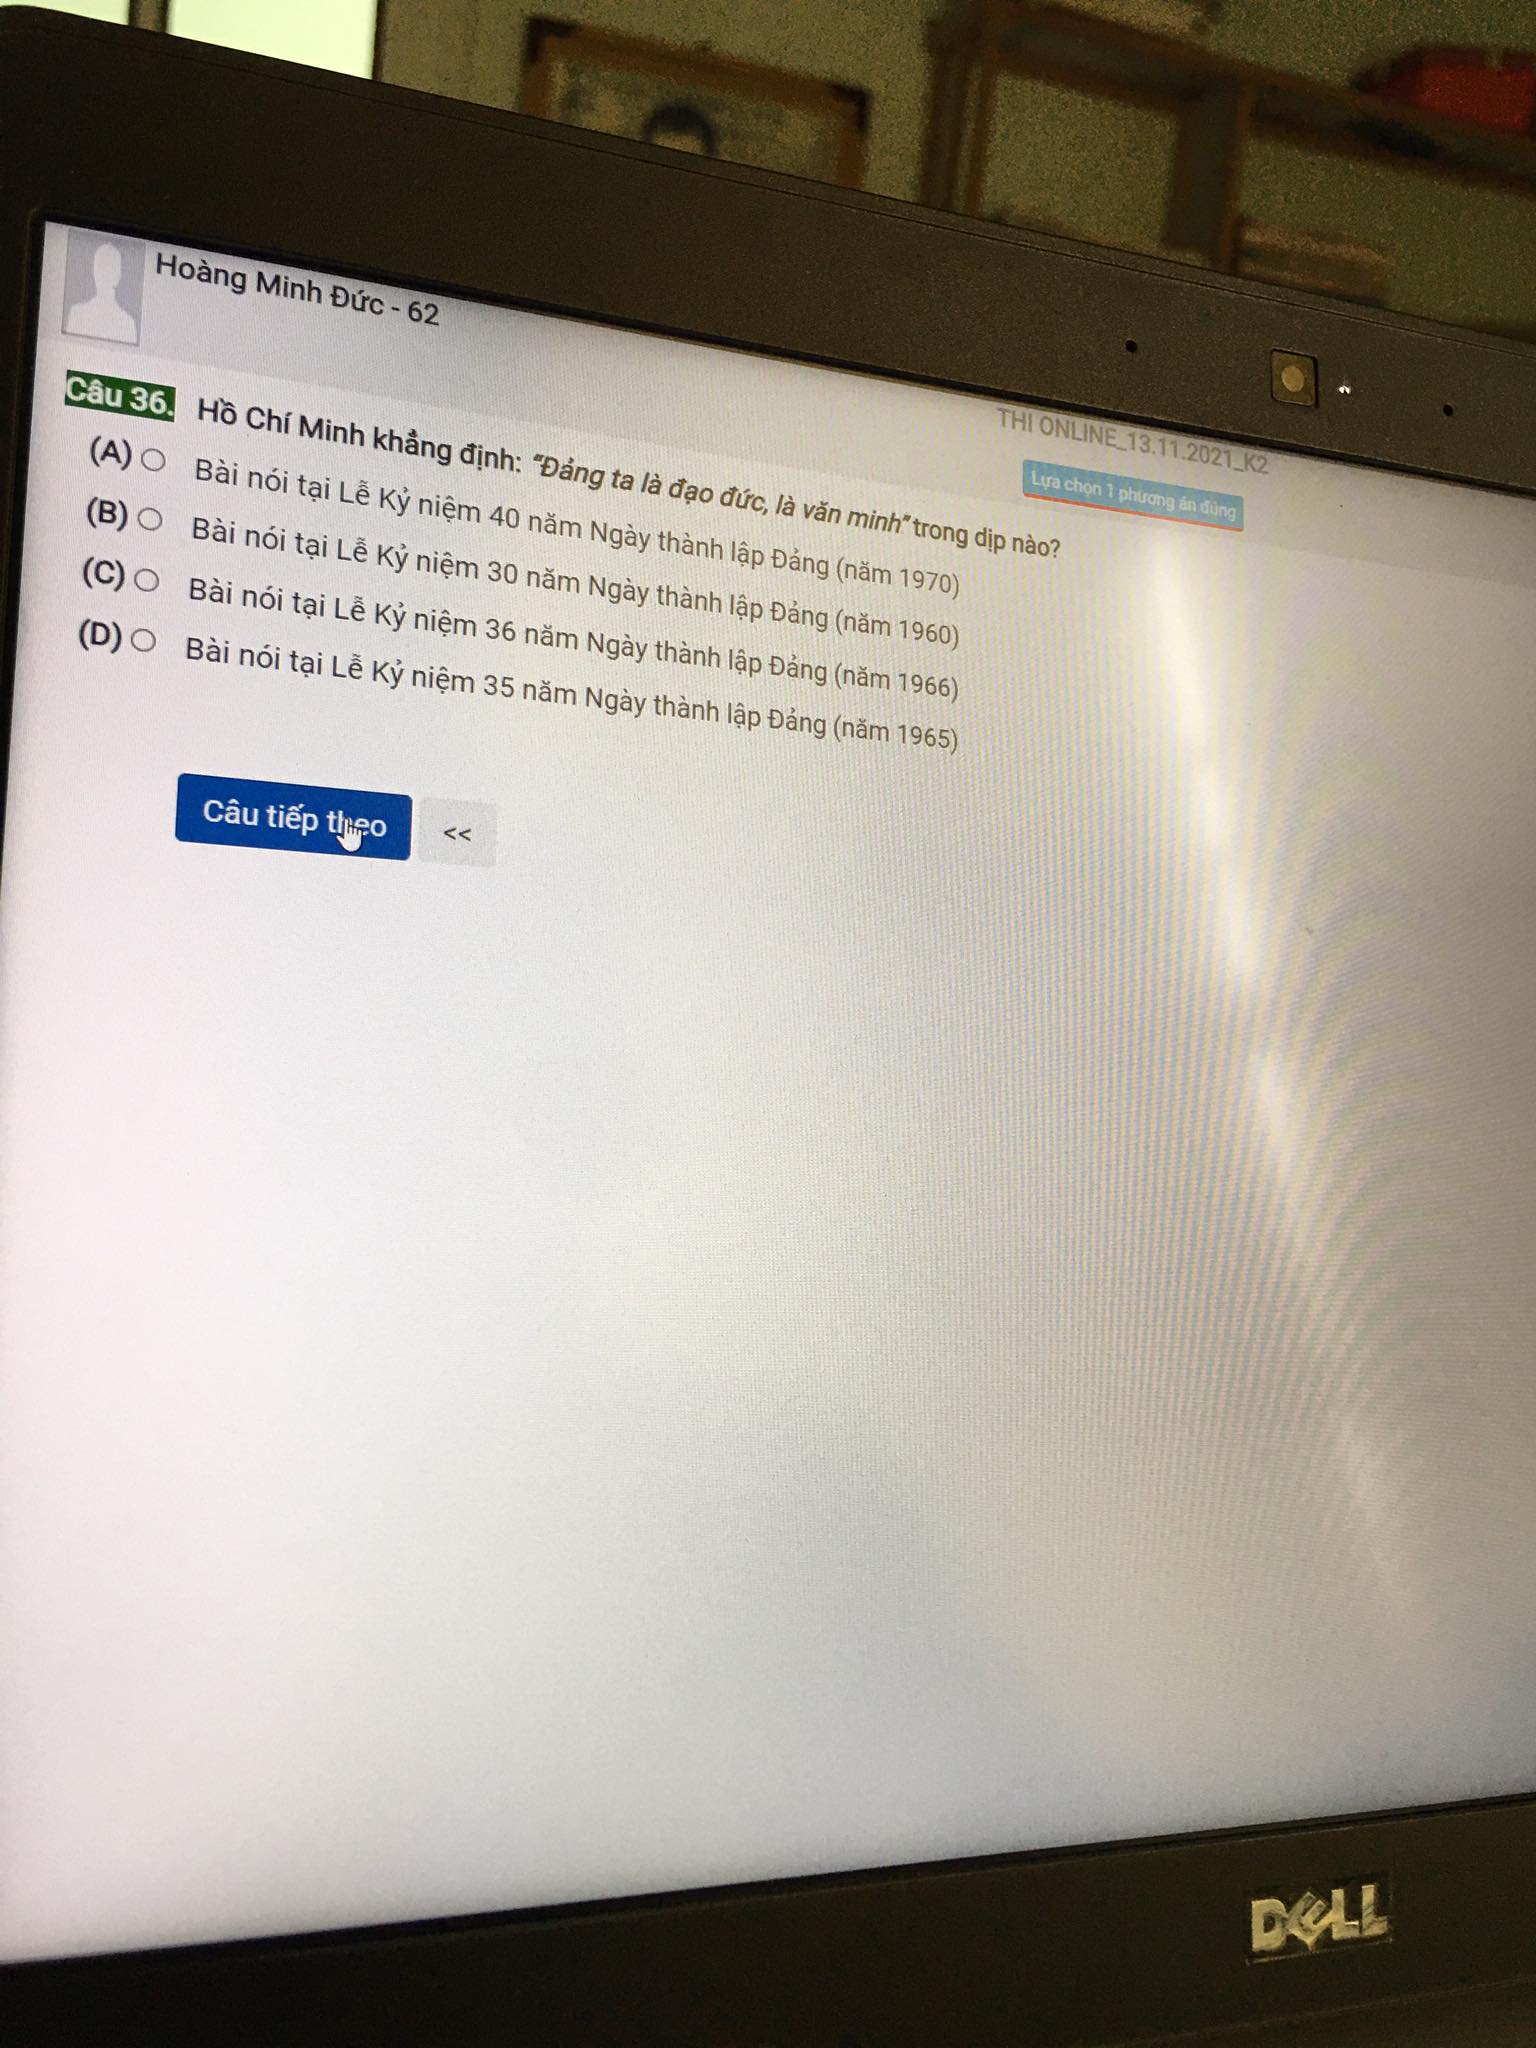 Hoàng Minh Đức - 62
THI ONLINE_13.11.2021_K2
Lựa chọn 1 phương án đúng
Câu 36. Hồ Chí Minh khẳng định: "Đảng ta là đạo đức, là văn minh" trong dịp nào?
(A) Bài nói tại Lễ Kỷ niệm 40 năm Ngày thành lập Đảng (năm 1970)
(B) Bài nói tại Lễ Kỷ niệm 30 năm Ngày thành lập Đảng (năm 1960)
(C) Bài nói tại Lễ Kỷ niệm 36 năm Ngày thành lập Đảng (năm 1966)
(D) Bài nói tại Lễ Kỷ niệm 35 năm Ngày thành lập Đảng (năm 1965)
Câu tiếp theo <<
DELL